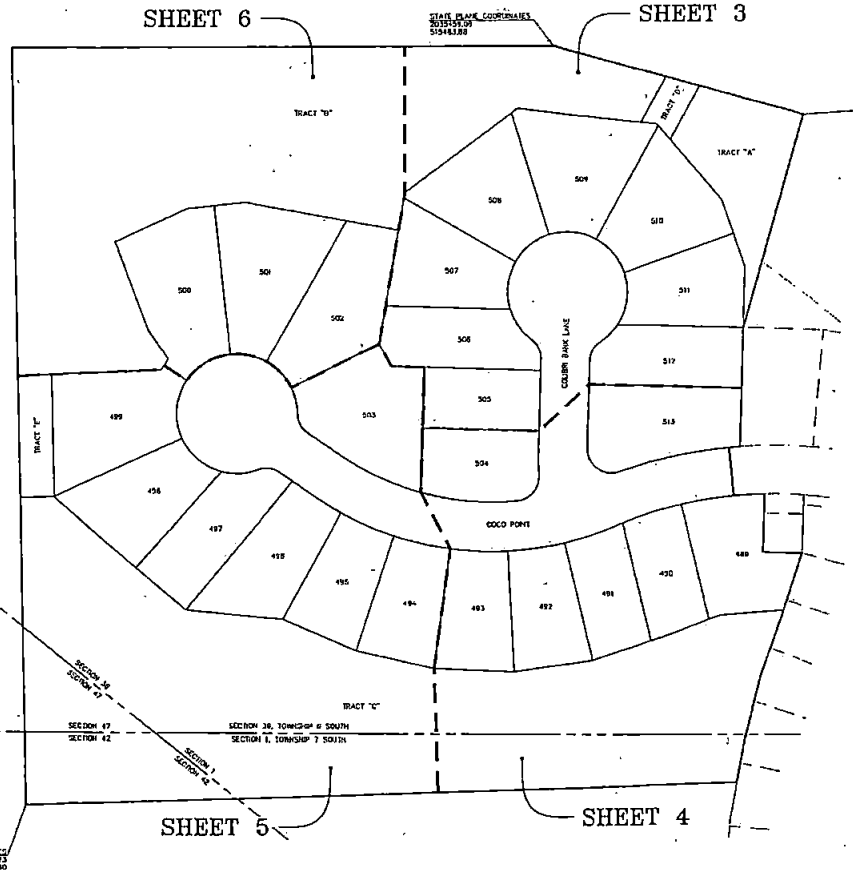 SHEET 6
SHEET 3
STATE PLANE COORDINATES
TRACT "B"
TRACT "D"
TRACT "A"
509
508
510
507
511
500
501
502
506
COLIBRI BANK LANE
512
505
503
499
513
TRACT "E"
504
498
497
COCO POINT
495
494
493
492
491
490
489
TRACT "C"
SECTION 38
SECTION 47
SECTION 47
SECTION 42
SECTION 38, TOWNSHIP 6 SOUTH
SECTION 1, TOWNSHIP 7 SOUTH
SECTION 1
SECTION 42
SHEET 5
SHEET 4